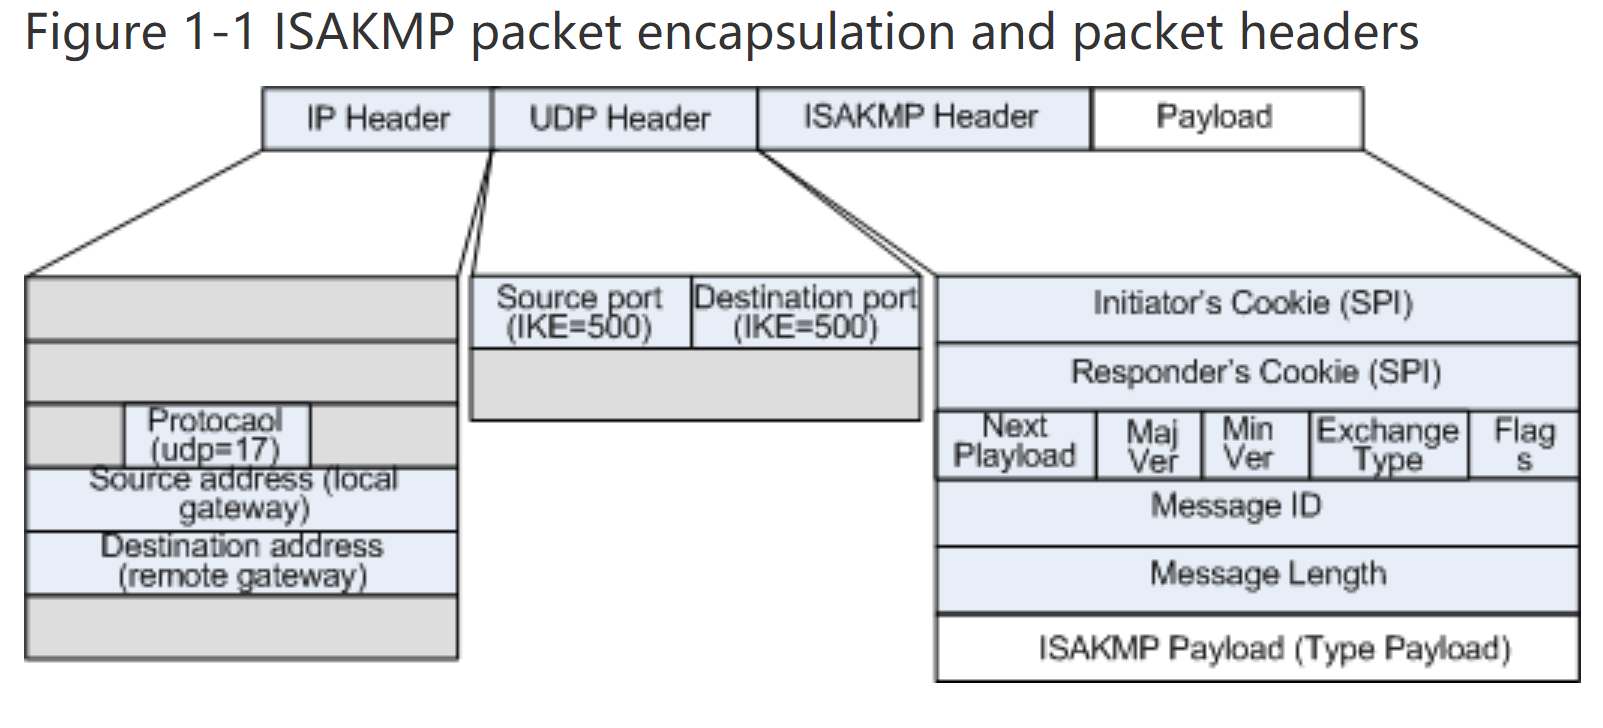 Figure 1-1 ISAKMP packet encapsulation and packet headers
IP Header
UDP Header
ISAKMP Header
Payload
Protocaol
(udp=17)
Source address (local
gateway)
Destination address
(remote gateway)
Source port
(IKE=500)
Destination port
(IKE=500)
Initiator's Cookie (SPI)
Responder's Cookie (SPI)
Next
Playload
Maj
Ver
Min
Ver
Exchange
Type
Flag
s
Message ID
Message Length
ISAKMP Payload (Type Payload)